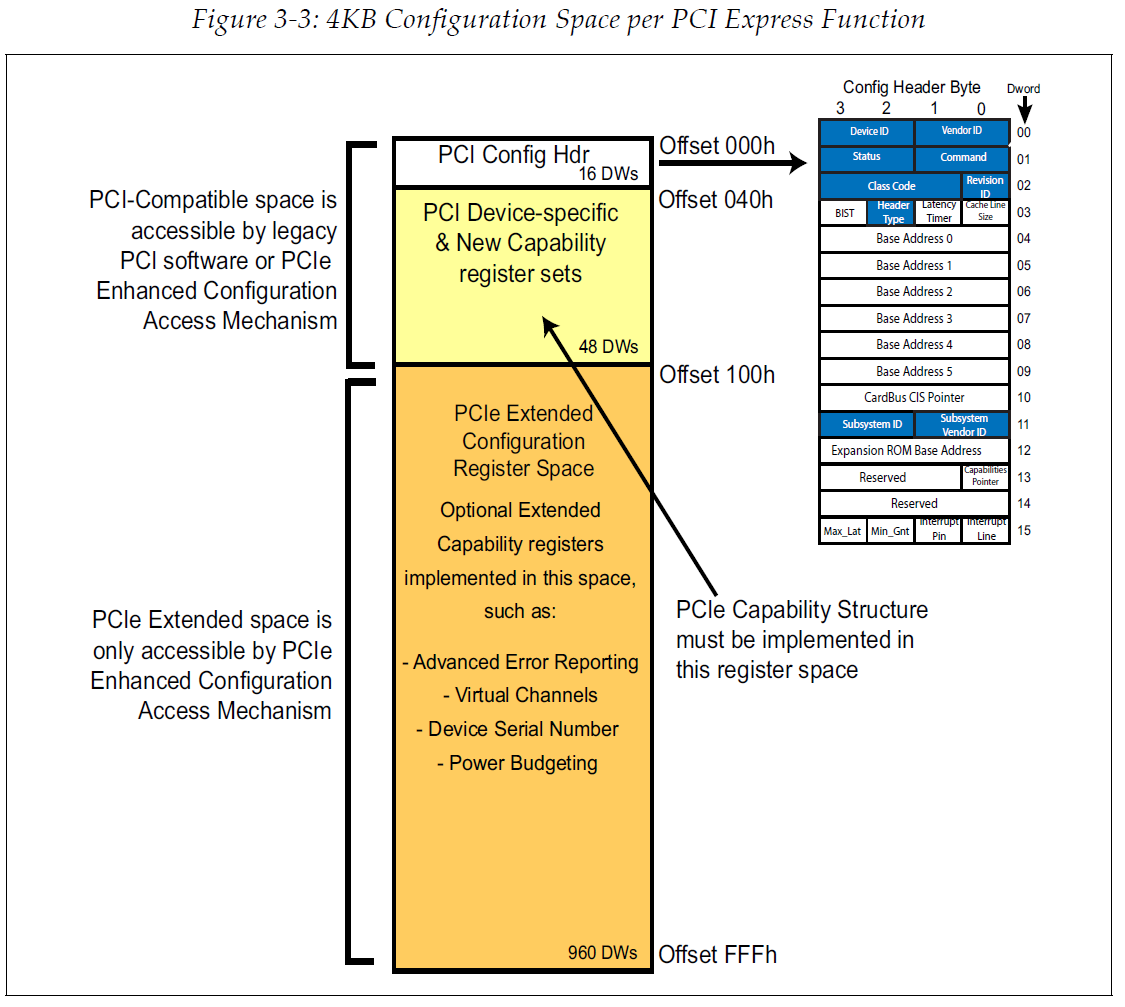 Figure 3-3: 4KB Configuration Space per PCI Express Function
PCI-Compatible space is
accessible by legacy
PCI software or PCIe
Enhanced Configuration
Access Mechanism
PCIe Extended space is
only accessible by PCIe
Enhanced Configuration
Access Mechanism
PCI Config Hdr
16 DWs
PCI Device-specific
& New Capability
register sets
48 DWs
PCIe Extended
Configuration
Register Space
Optional Extended
Capability registers
implemented in this space,
such as:
- Advanced Error Reporting
- Virtual Channels
- Device Serial Number
- Power Budgeting
960 DWs
Offset 000h
Offset 040h
Offset 100h
Offset FFFh
PCIe Capability Structure
must be implemented in
this register space
Config Header Byte
Dword
3 2 1 0
Device ID Vendor ID 00
Status Command 01
Class Code Revision ID 02
BIST Header Type Latency Timer Cache Line Size 03
Base Address 0 04
Base Address 1 05
Base Address 2 06
Base Address 3 07
Base Address 4 08
Base Address 5 09
CardBus CIS Pointer 10
Subsystem ID Subsystem Vendor ID 11
Expansion ROM Base Address 12
Reserved Capabilities Pointer 13
Reserved 14
Max_Lat Min_Gnt Interrupt Pin Interrupt Line 15